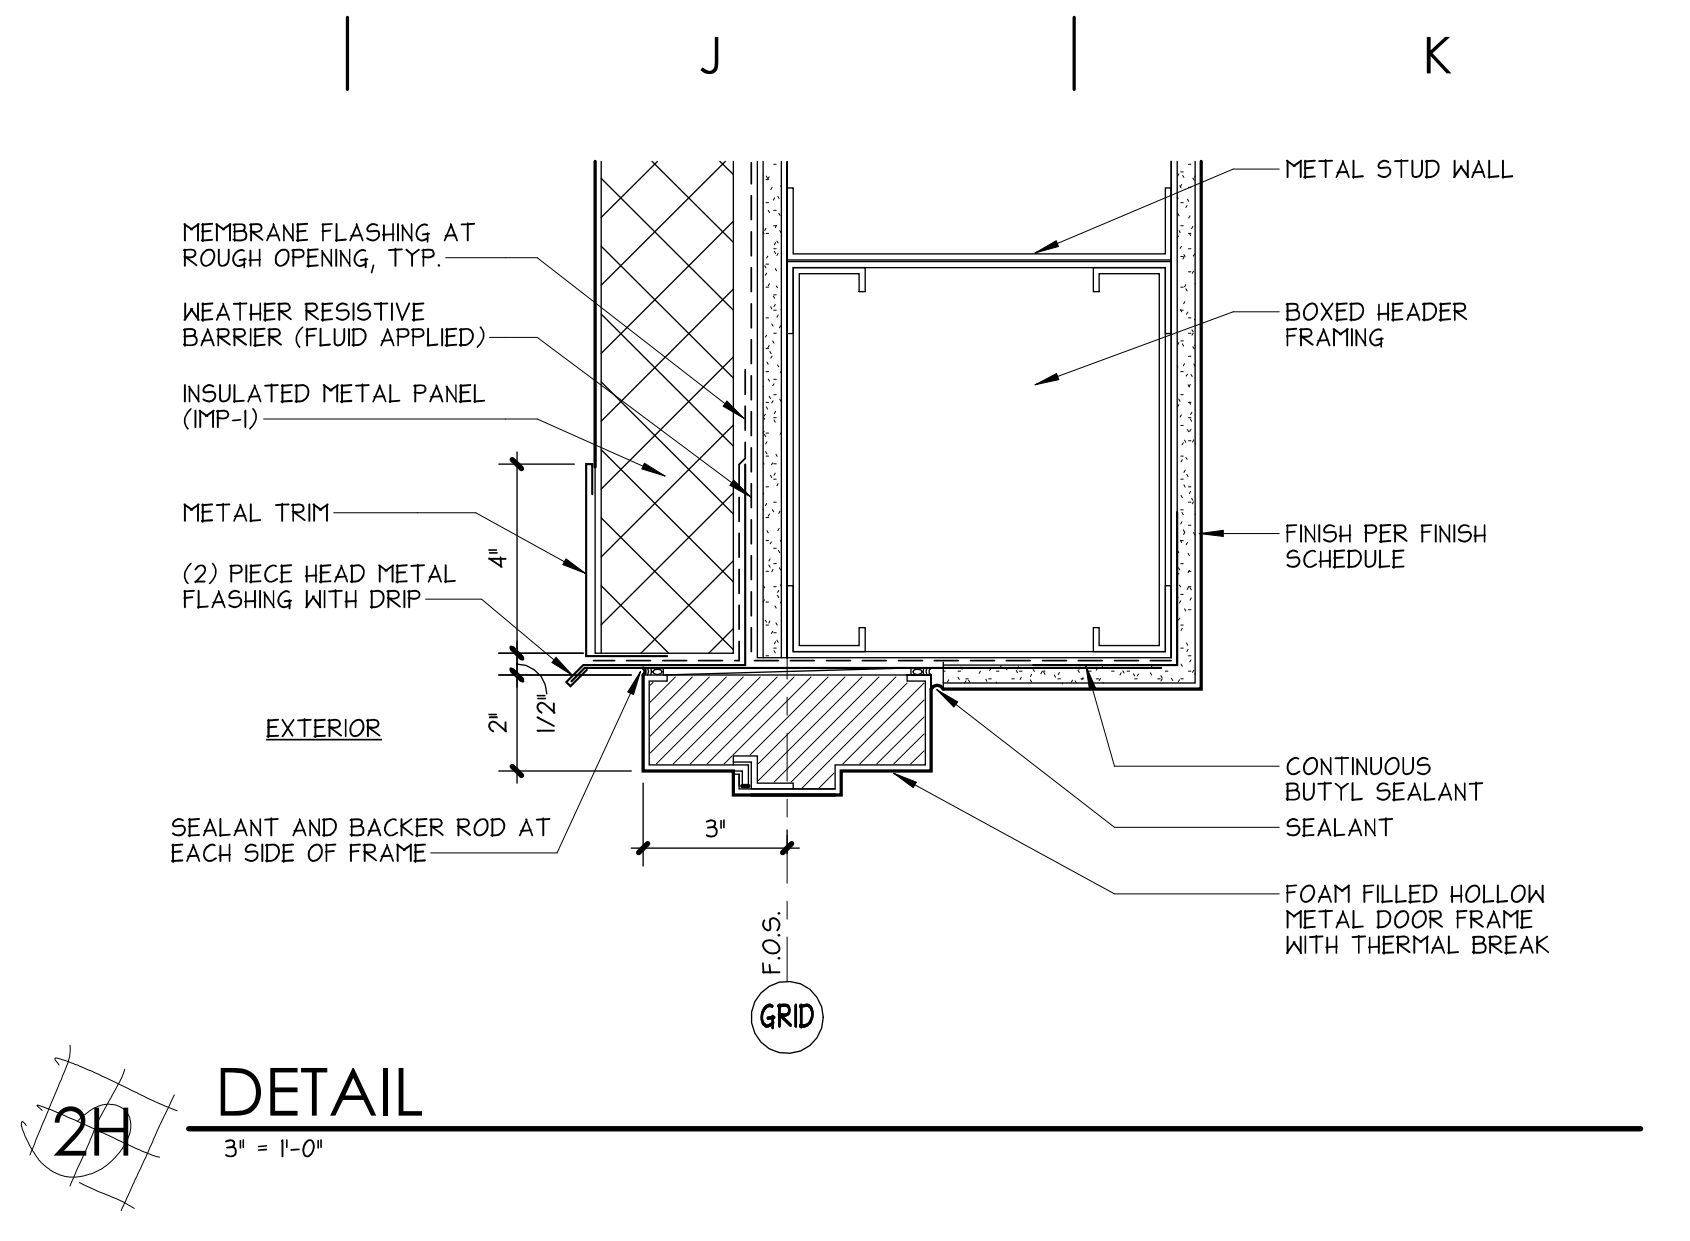 J
K
METAL STUD WALL
MEMBRANE FLASHING AT
ROUGH OPENING, TYP.
WEATHER RESISTIVE
BARRIER (FLUID APPLIED)
BOXED HEADER
FRAMING
INSULATED METAL PANEL
(IMP-1)
METAL TRIM
FINISH PER FINISH
SCHEDULE
4"
(2) PIECE HEAD METAL
FLASHING WITH DRIP
2"
1/2"
EXTERIOR
CONTINUOUS
BUTYL SEALANT
SEALANT AND BACKER ROD AT
EACH SIDE OF FRAME
3"
SEALANT
FOAM FILLED HOLLOW
METAL DOOR FRAME
WITH THERMAL BREAK
F.O.S.
GRID
2H
DETAIL
3" = 1'-0"